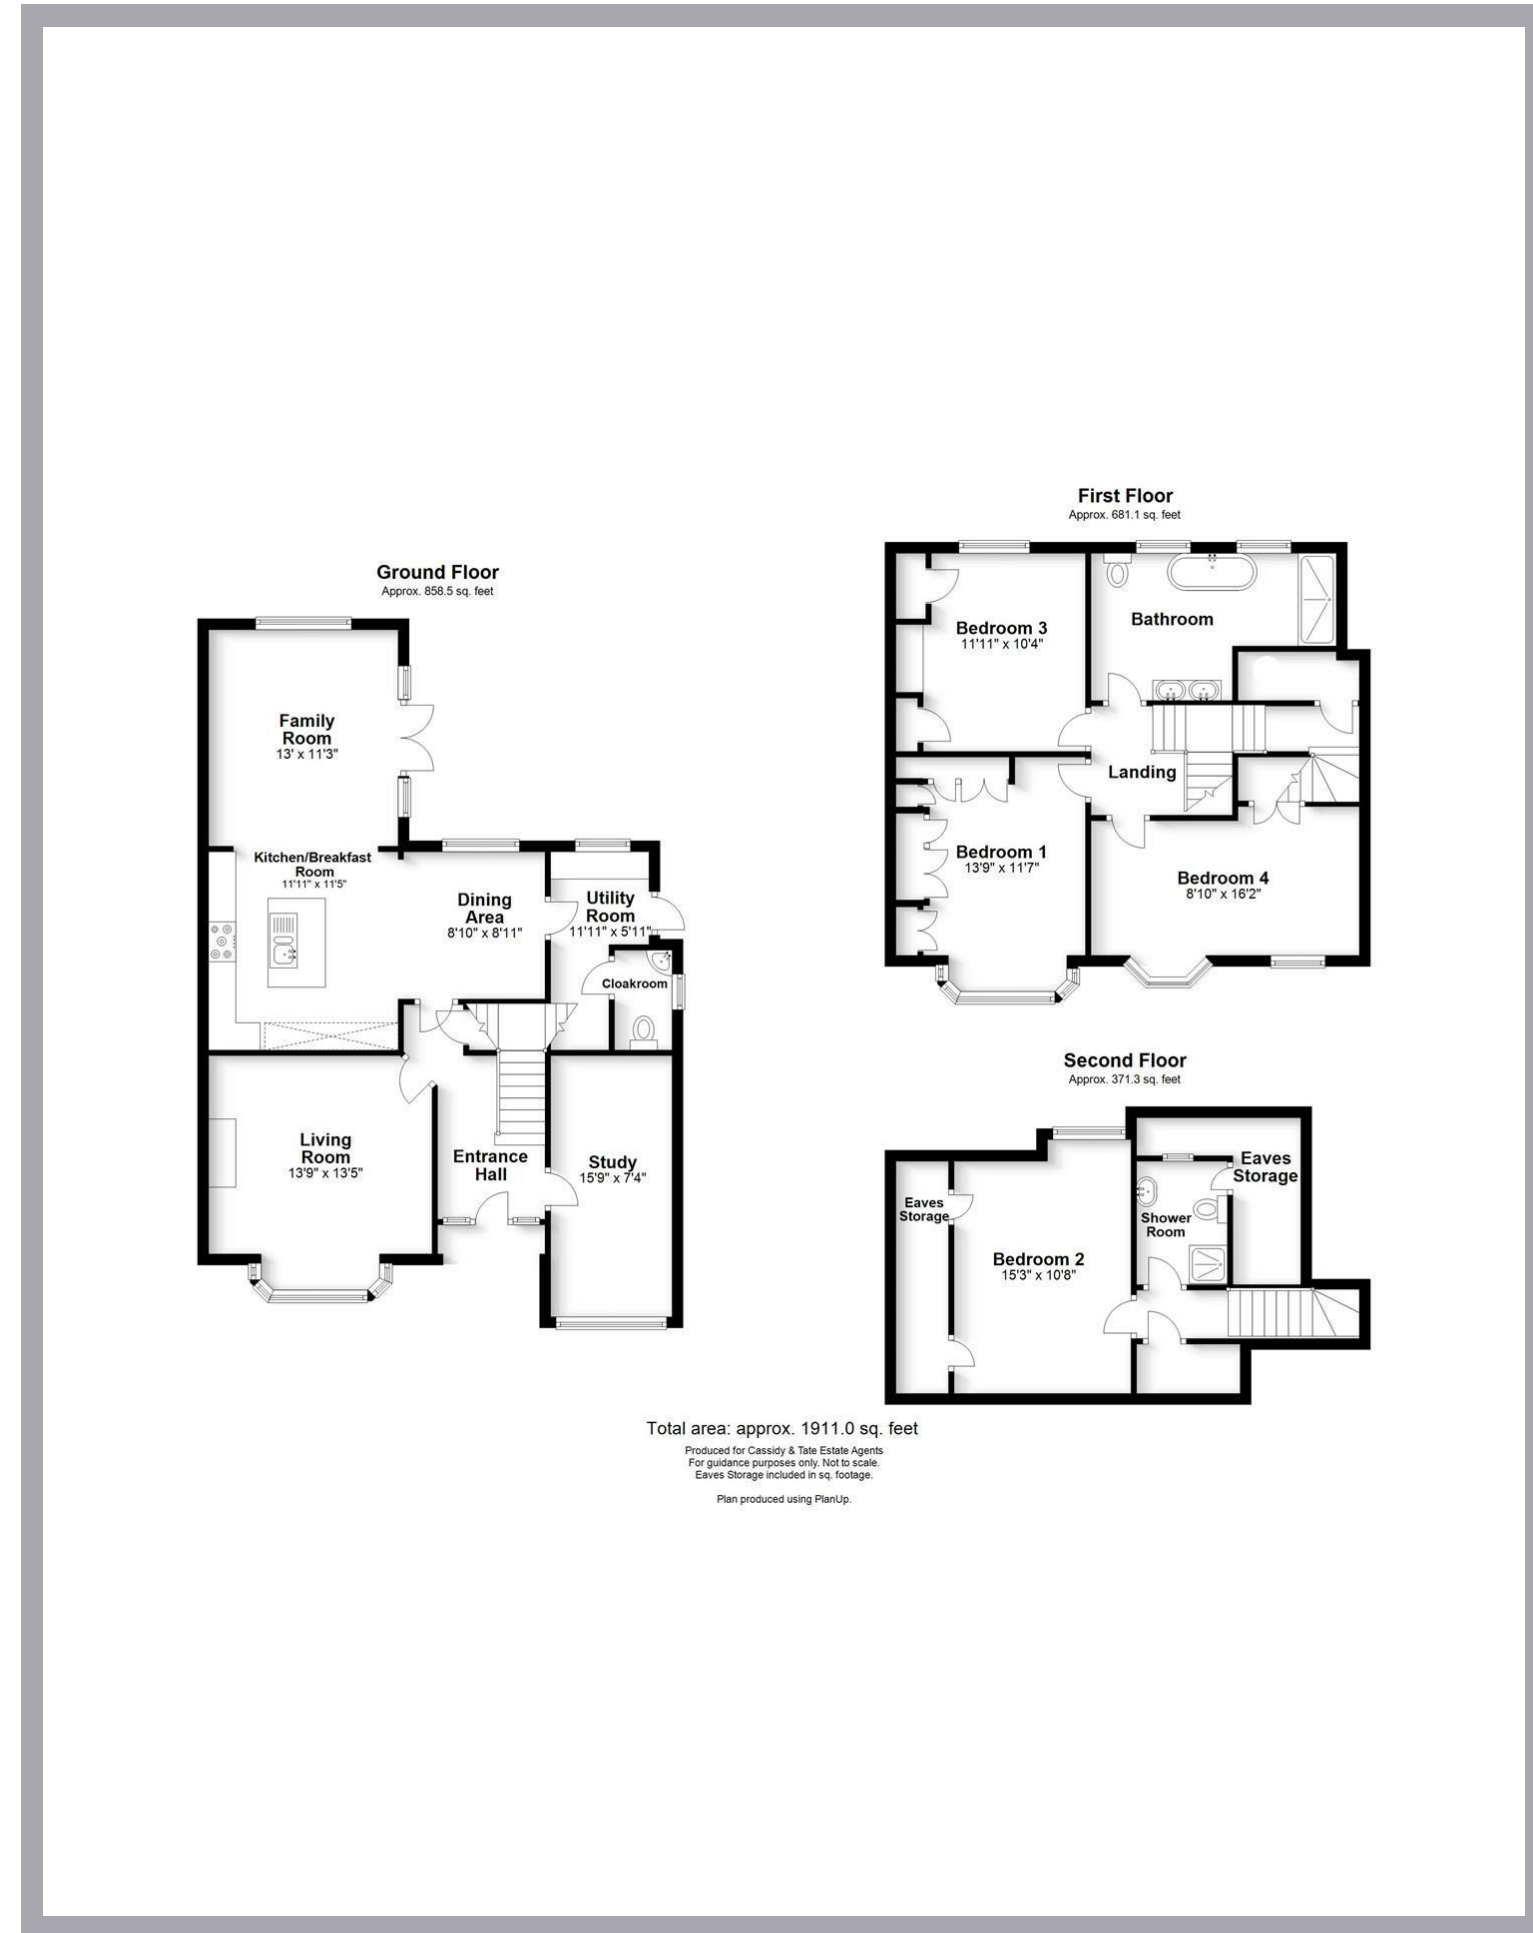 Ground Floor
Approx. 858.5 sq. feet
Family
Room
13' x 11'3"
Kitchen/Breakfast
Room
11'11" x 11'5"
Dining
Area
8'10" x 8'11"
Utility
Room
11'11" x 5'11"
Cloakroom
Living
Room
13'9" x 13'5"
Entrance
Hall
Study
15'9" x 7'4"
First Floor
Approx. 681.1 sq. feet
Bedroom 3
11'11" x 10'4"
Bathroom
Landing
Bedroom 1
13'9" x 11'7"
Bedroom 4
8'10" x 16'2"
Second Floor
Approx. 371.3 sq. feet
Eaves
Storage
Eaves
Storage
Shower
Room
Bedroom 2
15'3" x 10'8"
Total area: approx. 1911.0 sq. feet
Produced for Cassidy & Tate Estate Agents
For guidance purposes only. Not to scale.
Eaves Storage included in sq. footage.
Plan produced using PlanUp.